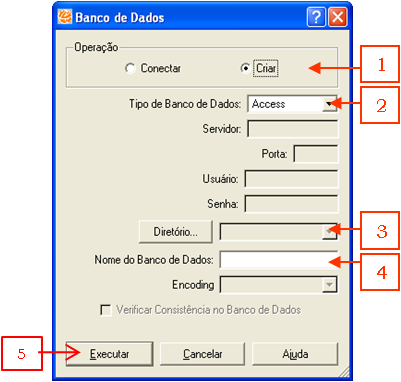 Banco de Dados
Operação
Conectar
Criar
1
Tipo de Banco de Dados: Access
2
Servidor:
Porta:
Usuário:
Senha:
Diretório...
3
Nome do Banco de Dados:
4
Encoding
Verificar Consistência no Banco de Dados
5
Executar
Cancelar
Ajuda